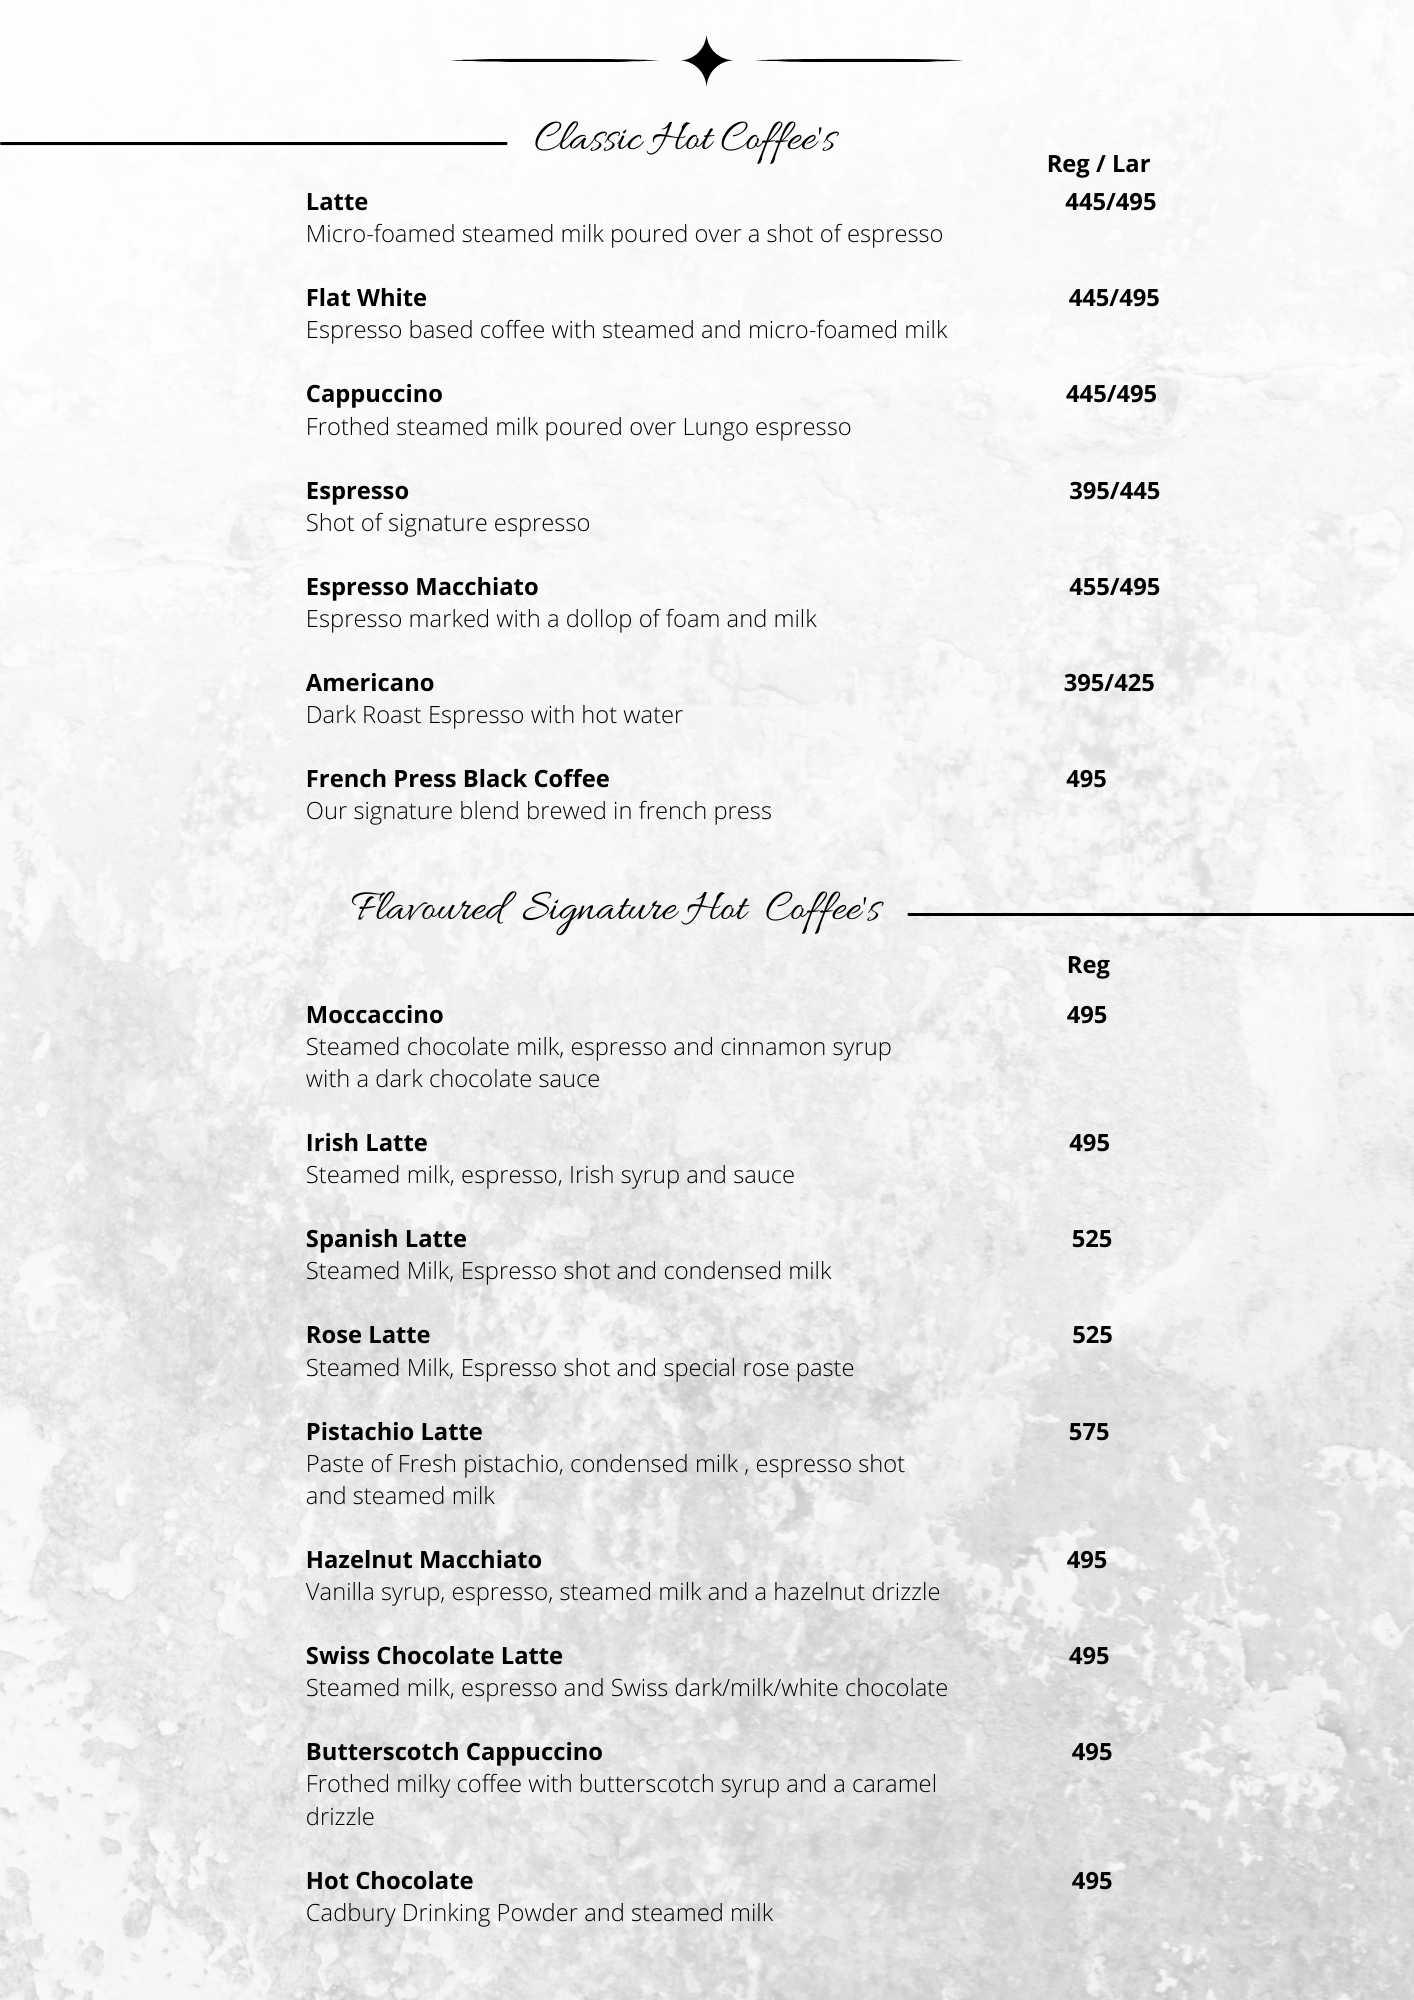 Classic Hot Coffee's
Reg / Lar
Latte 445/495
Micro-foamed steamed milk poured over a shot of espresso
Flat White 445/495
Espresso based coffee with steamed and micro-foamed milk
Cappuccino 445/495
Frothed steamed milk poured over Lungo espresso
Espresso 395/445
Shot of signature espresso
Espresso Macchiato 455/495
Espresso marked with a dollop of foam and milk
Americano 395/425
Dark Roast Espresso with hot water
French Press Black Coffee 495
Our signature blend brewed in french press
Flavoured Signature Hot Coffee's
Reg
Moccaccino 495
Steamed chocolate milk, espresso and cinnamon syrup
with a dark chocolate sauce
Irish Latte 495
Steamed milk, espresso, Irish syrup and sauce
Spanish Latte 525
Steamed Milk, Espresso shot and condensed milk
Rose Latte 525
Steamed Milk, Espresso shot and special rose paste
Pistachio Latte 575
Paste of Fresh pistachio, condensed milk , espresso shot
and steamed milk
Hazelnut Macchiato 495
Vanilla syrup, espresso, steamed milk and a hazelnut drizzle
Swiss Chocolate Latte 495
Steamed milk, espresso and Swiss dark/milk/white chocolate
Butterscotch Cappuccino 495
Frothed milky coffee with butterscotch syrup and a caramel
drizzle
Hot Chocolate 495
Cadbury Drinking Powder and steamed milk